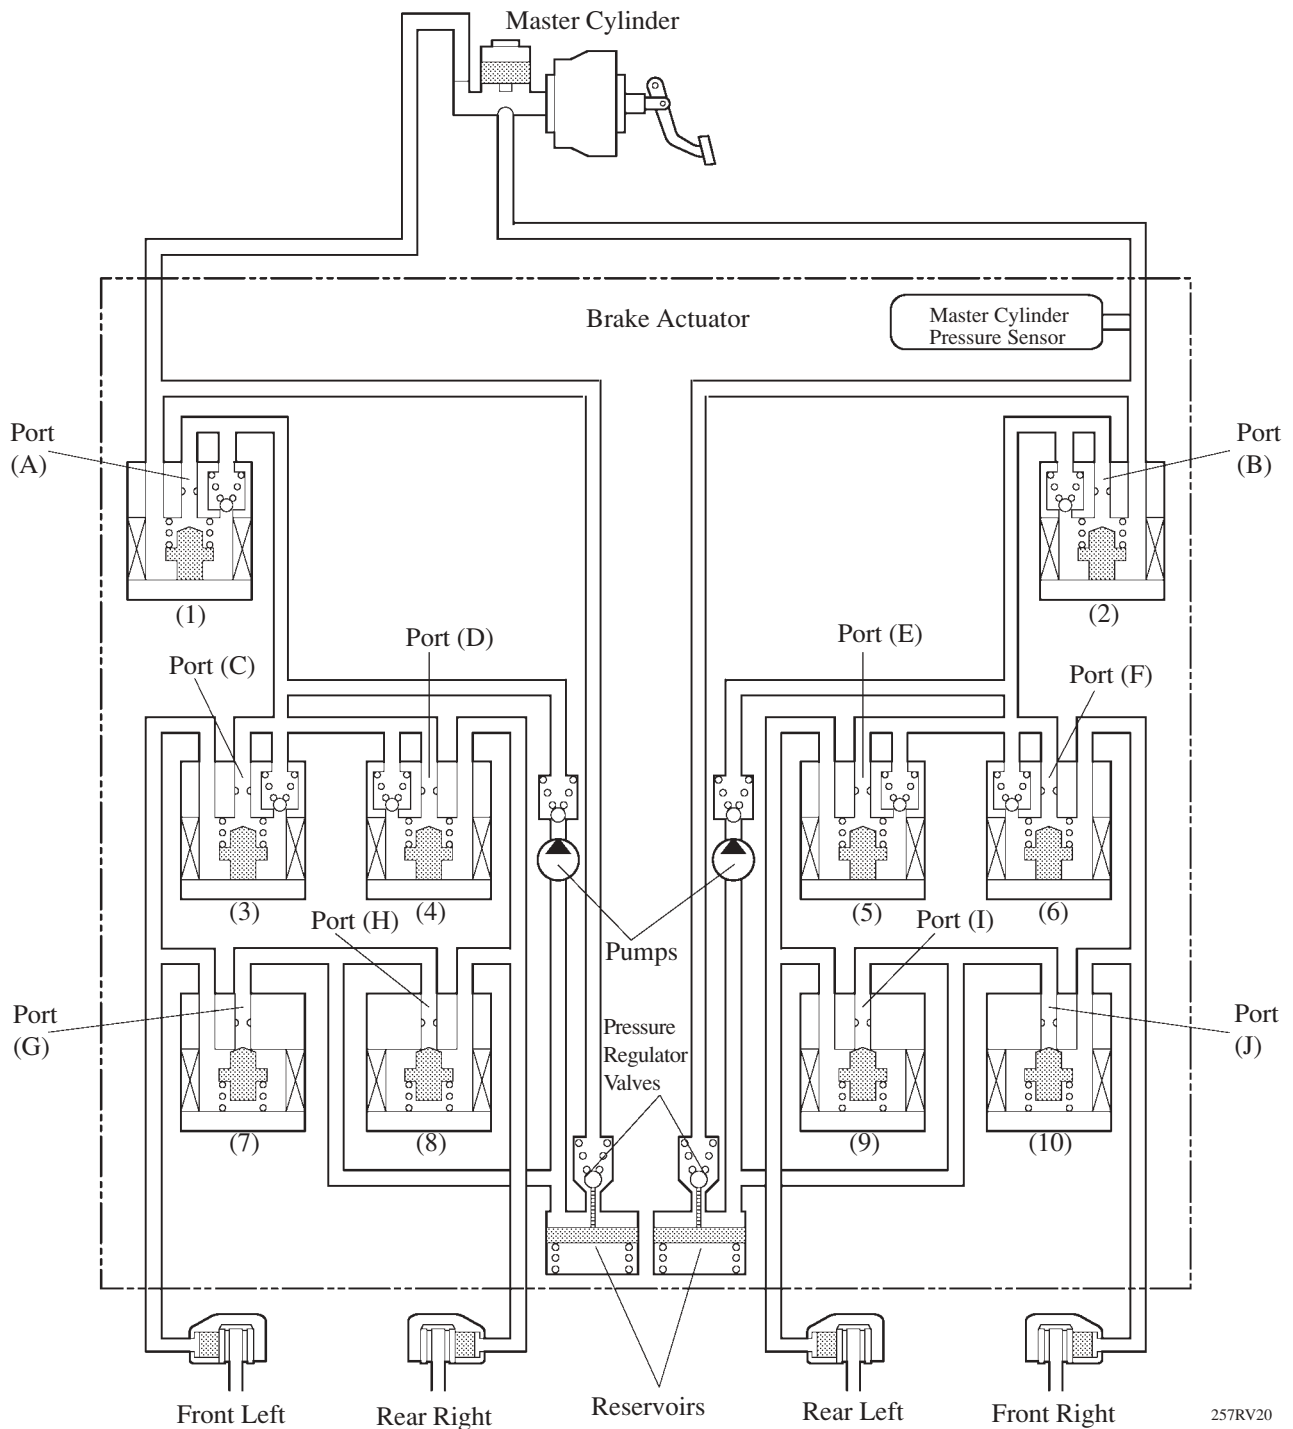 Master Cylinder
Brake Actuator
Master Cylinder
Pressure Sensor
Port
(A)
Port
(B)
(1)
(2)
Port (D)
Port (E)
Port (C)
Port (F)
(3)
(4)
(5)
(6)
Port (H)
Port (I)
Pumps
Port
(G)
Pressure
Regulator
Valves
Port
(J)
(7)
(8)
(9)
(10)
Front Left
Rear Right
Reservoirs
Rear Left
Front Right
257RV20